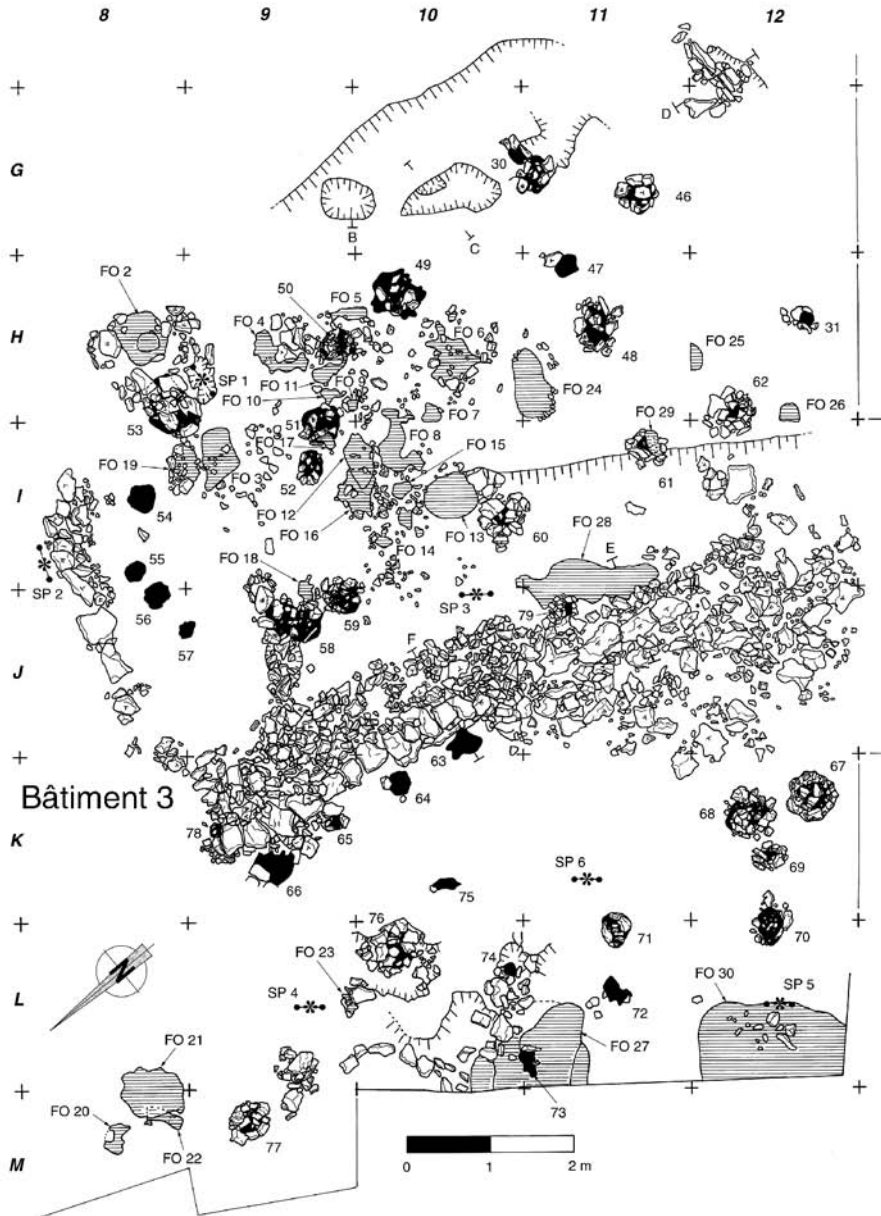 8 9 10 11 12
D
G 30 46
B C
FO 2 49 47
50 FO 5
H FO 4 FO 6 48 31
FO 25
SP 1 FO 11 FO 9 FO 24 62
FO 10 FO 7 FO 26
53 51 FO 29
FO 17 FO 8 FO 15
FO 19 FO 3 52 61
I 54 FO 12 FO 13 60
FO 16 FO 28
55 FO 14 E
SP 2 FO 18 SP 3
56 59 79
57 58
J F
63
67
Bâtiment 3 64 68
K 78 65 69
66 SP 6
75
76 71 70
N FO 23 74
L SP 4 72 FO 30 SP 5
FO 21 FO 27
FO 20 73
77
M FO 22
0 1 2 m